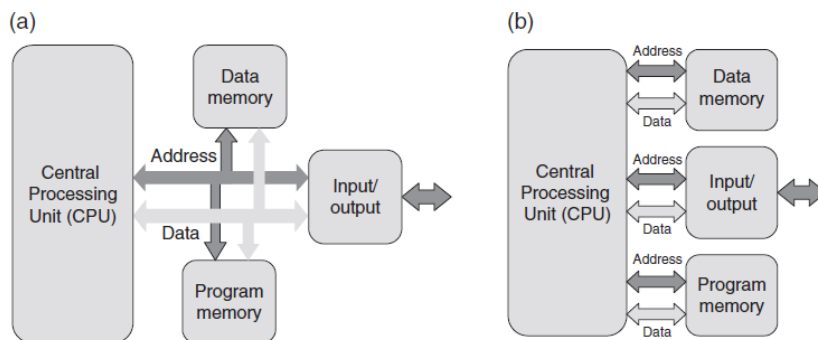 (a)
Central
Processing
Unit (CPU)
Data
memory
Address
Data
Input/
output
Program
memory
(b)
Central
Processing
Unit (CPU)
Address
Data
Data
memory
Address
Data
Input/
output
Address
Data
Program
memory